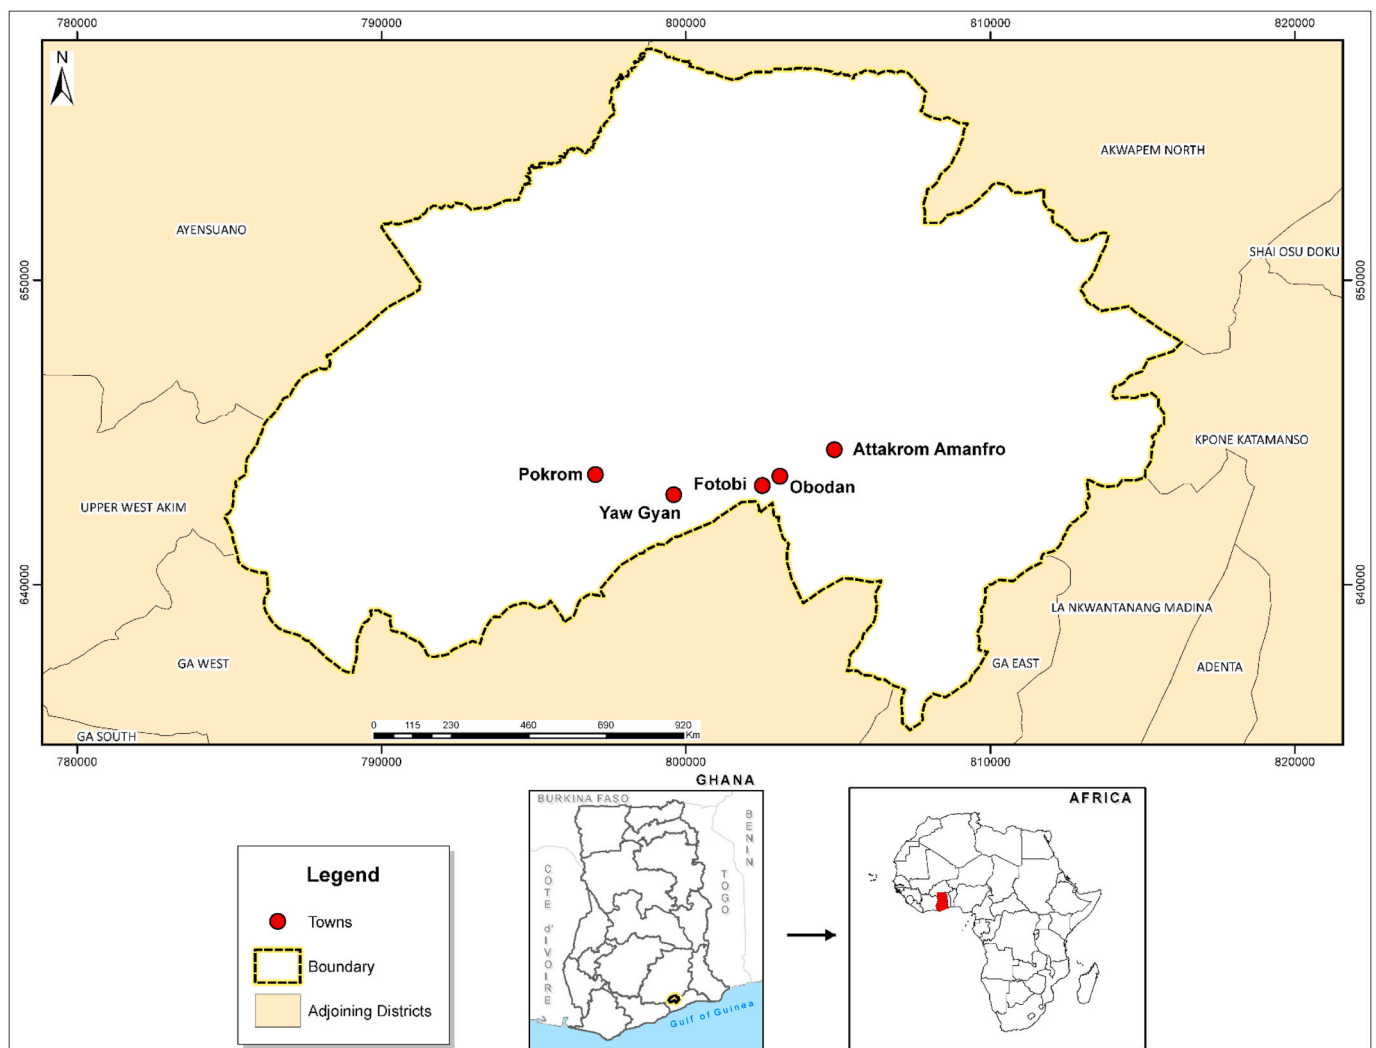 780000
790000
800000
810000
820000
N
AKWAPEM NORTH
AYENSUANO
SHAI OSU DOKU
650000
650000
Attakrom Amanfro
KPONE KATAMANSO
Pokrom
Fotobi
Obodan
Yaw Gyan
UPPER WEST AKIM
640000
640000
LA NKWANTANANG MADINA
GA WEST
GA EAST
ADENTA
0 115 230 460 690 920
Km
GA SOUTH
780000
790000
800000
810000
820000
GHANA
BURKINA FASO
BENIN
TOGO
COTE d'IVOIRE
Gulf of Guinea
AFRICA
Legend
Towns
Boundary
Adjoining Districts